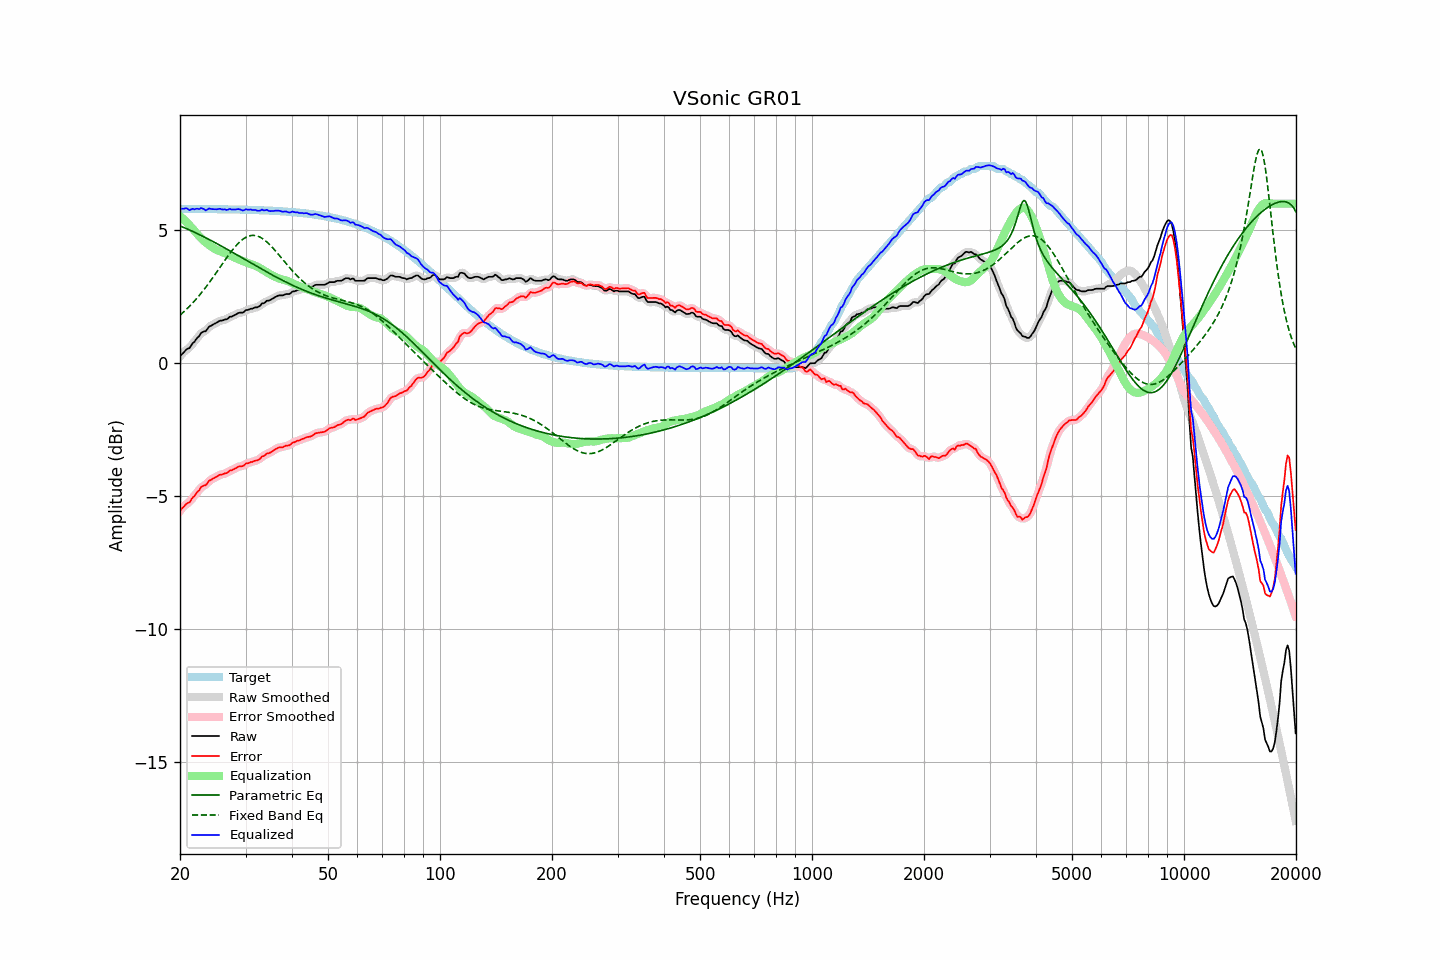 VSonic GR01
Amplitude (dBr)
5
0
−5
−10
−15
Target
Raw Smoothed
Error Smoothed
Raw
Error
Equalization
Parametric Eq
Fixed Band Eq
Equalized
20 50 100 200 500 1000 2000 5000 10000 20000
Frequency (Hz)